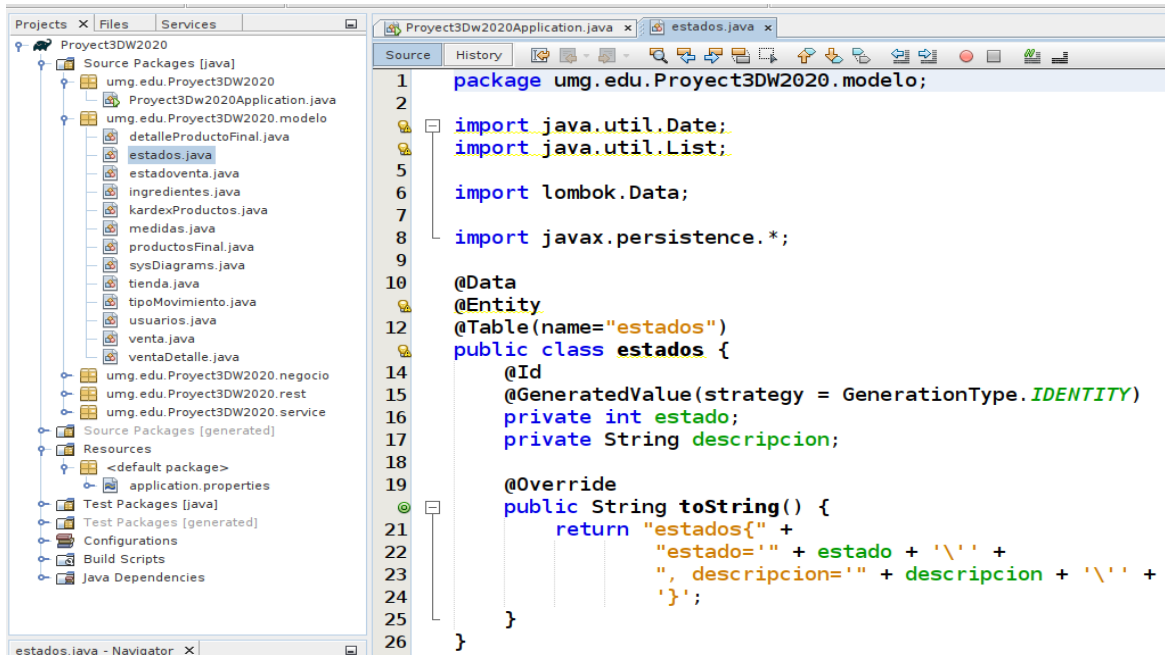 Projects Files Services
Proyect3DW2020
Source Packages [java]
umg.edu.Proyect3DW2020
Proyect3Dw2020Application.java
umg.edu.Proyect3DW2020.modelo
detalleProductoFinal.java
estados.java
estadoventa.java
ingredientes.java
kardexProductos.java
medidas.java
productosFinal.java
sysDiagrams.java
tienda.java
tipoMovimiento.java
usuarios.java
venta.java
ventaDetalle.java
umg.edu.Proyect3DW2020.negocio
umg.edu.Proyect3DW2020.rest
umg.edu.Proyect3DW2020.service
Source Packages [generated]
Resources
<default package>
application.properties
Test Packages [java]
Test Packages [generated]
Configurations
Build Scripts
Java Dependencies
estados.java - Navigator
Proyect3Dw2020Application.java estados.java
Source History
1 package umg.edu.Proyect3DW2020.modelo;
2
import java.util.Date;
import java.util.List;
5
6 import lombok.Data;
7
8 import javax.persistence.*;
9
10 @Data
@Entity
12 @Table(name="estados")
public class estados {
14 @Id
15 @GeneratedValue(strategy = GenerationType.IDENTITY)
16 private int estado;
17 private String descripcion;
18
19 @Override
public String toString() {
21 return "estados{" +
22 "estado='" + estado + '\'' +
23 ", descripcion='" + descripcion + '\'' +
24 '}';
25 }
26 }